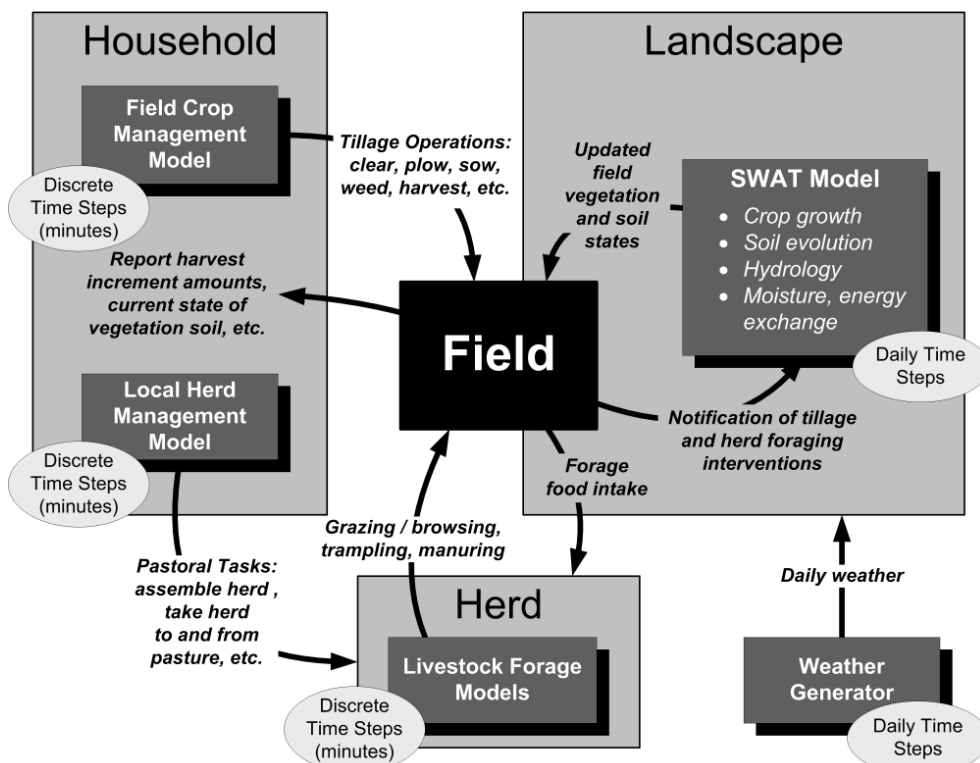 Household
Field Crop
Management
Model
Discrete
Time Steps
(minutes)
Tillage Operations:
clear, plow, sow,
weed, harvest, etc.
Report harvest
increment amounts,
current state of
vegetation soil, etc.
Local Herd
Management
Model
Discrete
Time Steps
(minutes)
Pastoral Tasks:
assemble herd ,
take herd
to and from
pasture, etc.
Field
Landscape
Updated
field
vegetation
and soil
states
SWAT Model
• Crop growth
• Soil evolution
• Hydrology
• Moisture, energy
exchange
Daily Time
Steps
Notification of tillage
and herd foraging
interventions
Forage
food intake
Grazing / browsing,
trampling, manuring
Herd
Livestock Forage
Models
Discrete
Time Steps
(minutes)
Daily weather
Weather
Generator
Daily Time
Steps